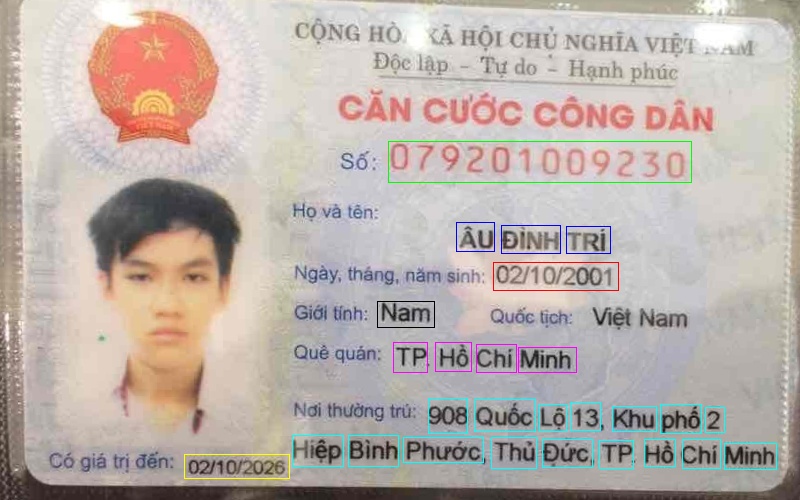 CỘNG HÒA XÃ HỘI CHỦ NGHĨA VIỆT NAM
Độc lập - Tự do - Hạnh phúc
CĂN CƯỚC CÔNG DÂN
Số: 079201009230
Họ và tên:
ÂU ĐÌNH TRÍ
Ngày, tháng, năm sinh: 02/10/2001
Giới tính: Nam Quốc tịch: Việt Nam
Quê quán: TP. Hồ Chí Minh
Nơi thường trú: 908 Quốc Lộ 13, Khu phố 2
Hiệp Bình Phước, Thủ Đức, TP. Hồ Chí Minh
Có giá trị đến: 02/10/2026